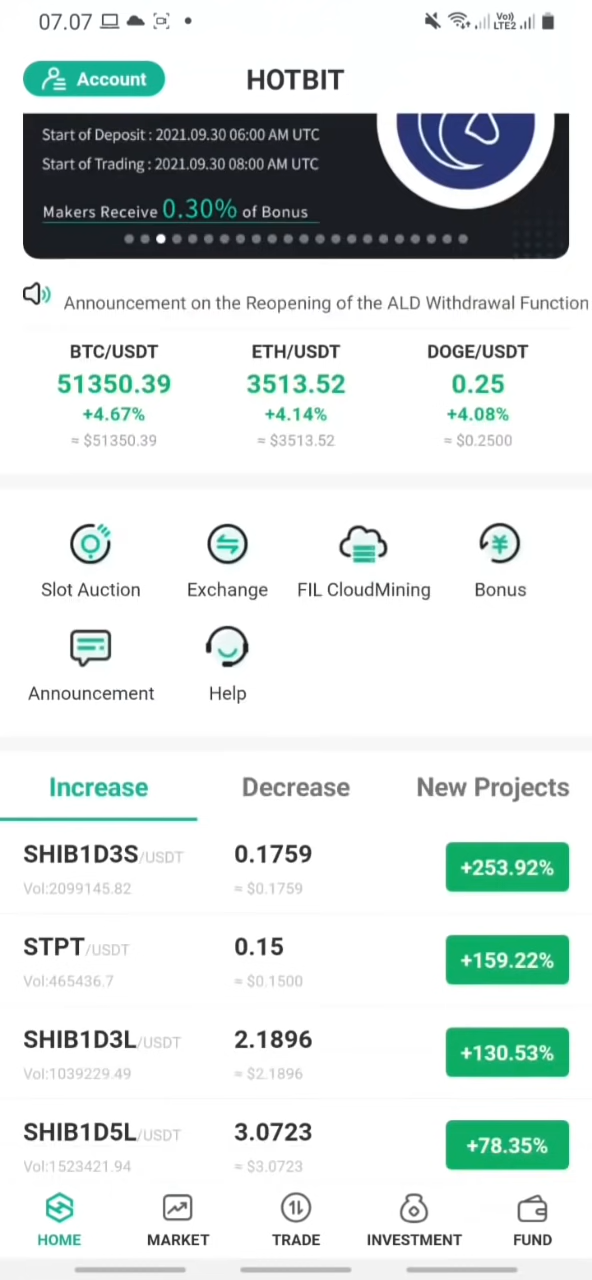 07.07
Vo))
LTE2
Account
HOTBIT
Start of Deposit : 2021.09.30 06:00 AM UTC
Start of Trading : 2021.09.30 08:00 AM UTC
Makers Receive 0.30% of Bonus
Announcement on the Reopening of the ALD Withdrawal Function
BTC/USDT ETH/USDT DOGE/USDT
51350.39 3513.52 0.25
+4.67% +4.14% +4.08%
≈ $51350.39 ≈ $3513.52 ≈ $0.2500
¥
Slot Auction Exchange FIL CloudMining Bonus
Announcement Help
Increase Decrease New Projects
SHIB1D3S/USDT 0.1759 +253.92%
Vol:2099145.82 ≈ $0.1759
STPT/USDT 0.15 +159.22%
Vol:465436.7 ≈ $0.1500
SHIB1D3L/USDT 2.1896 +130.53%
Vol:1039229.49 ≈ $2.1896
SHIB1D5L/USDT 3.0723 +78.35%
Vol:1523421.94 ≈ $3.0723
HOME MARKET TRADE INVESTMENT FUND